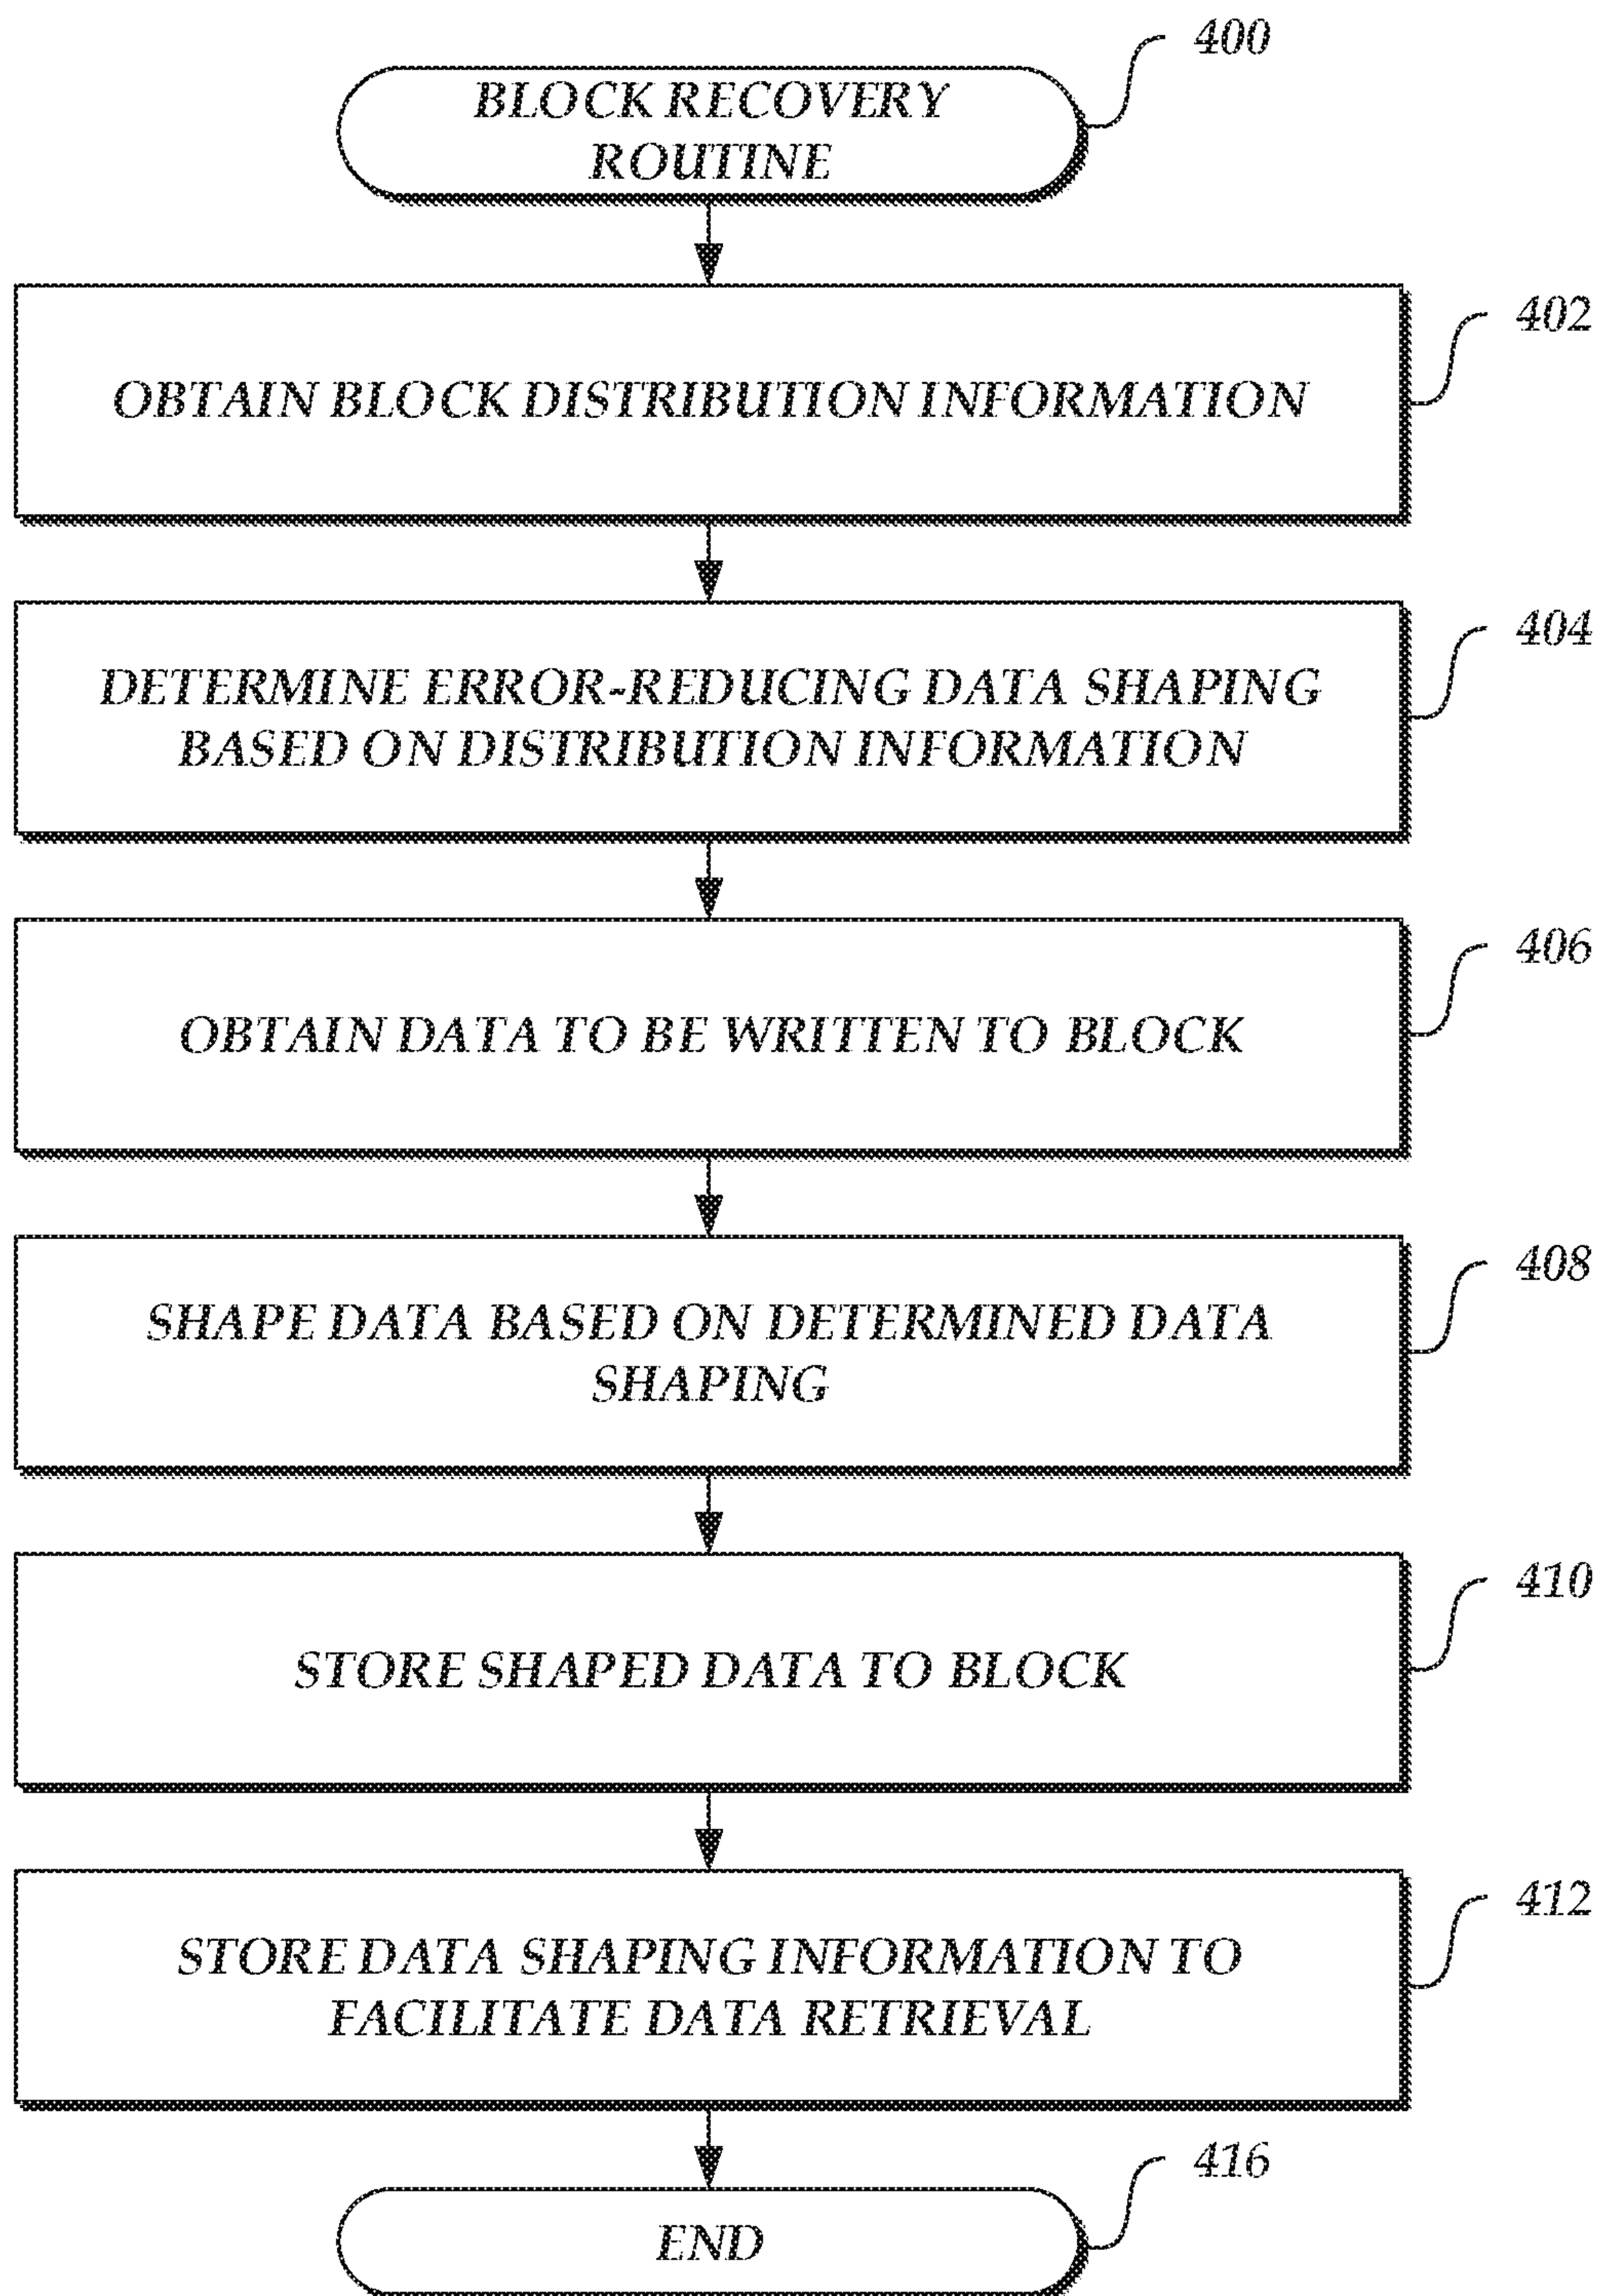 400
BLOCK RECOVERY
ROUTINE
402
OBTAIN BLOCK DISTRIBUTION INFORMATION
404
DETERMINE ERROR-REDUCING DATA SHAPING
BASED ON DISTRIBUTION INFORMATION
406
OBTAIN DATA TO BE WRITTEN TO BLOCK
408
SHAPE DATA BASED ON DETERMINED DATA
SHAPING
410
STORE SHAPED DATA TO BLOCK
412
STORE DATA SHAPING INFORMATION TO
FACILITATE DATA RETRIEVAL
416
END